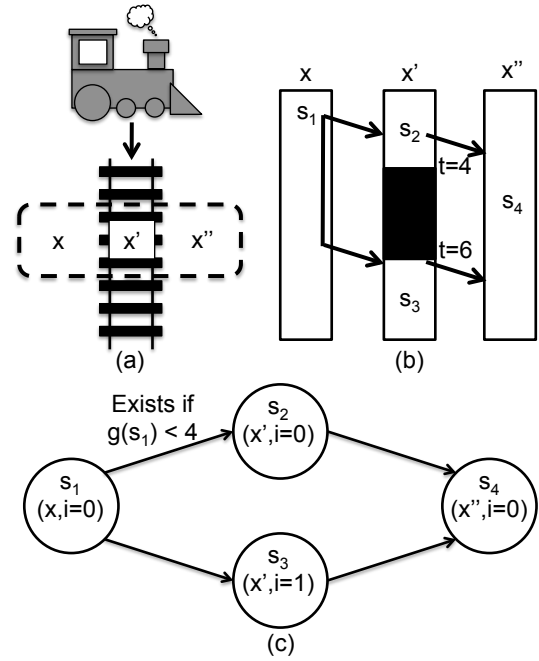 x x’ x’’
(a)
x x’ x’’
s₁ s₂
t=4
s₄
t=6
s₃
(b)
Exists if
g(s₁) < 4
s₂
(x’,i=0)
s₁
(x,i=0)
s₄
(x’’,i=0)
s₃
(x’,i=1)
(c)